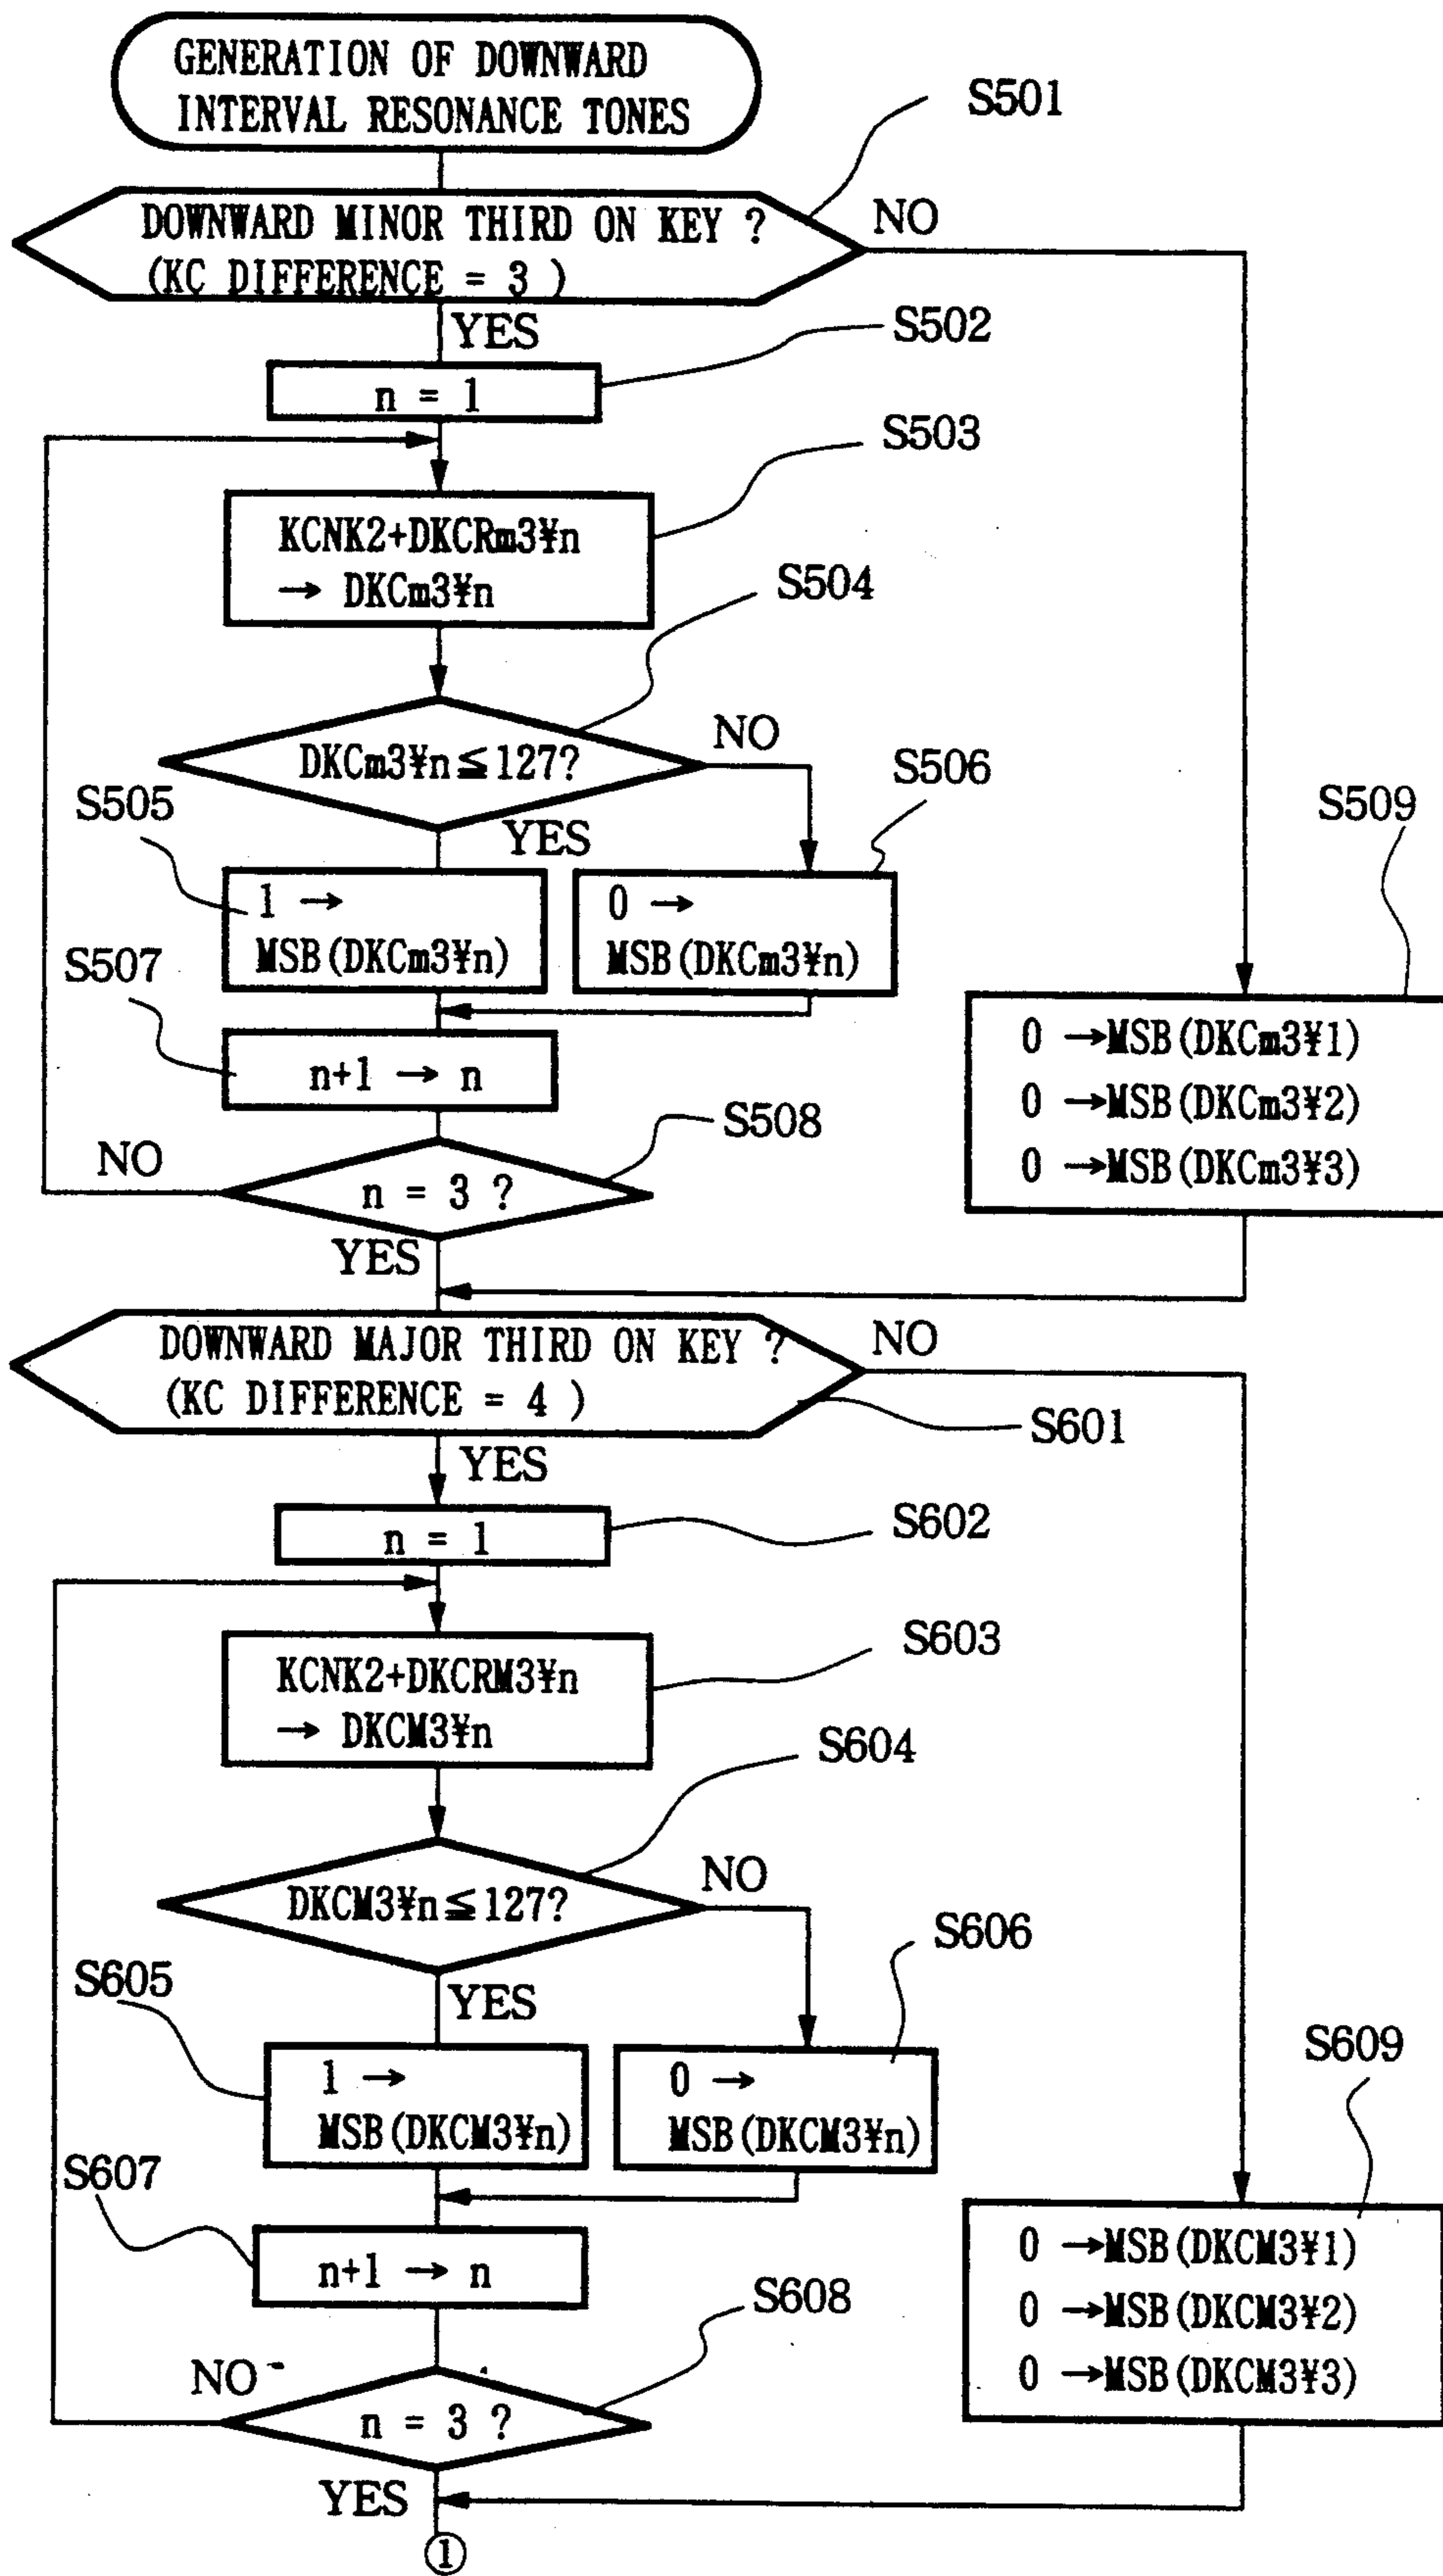 GENERATION OF DOWNWARD
INTERVAL RESONANCE TONES
S501
DOWNWARD MINOR THIRD ON KEY ?
(KC DIFFERENCE = 3 )
NO
YES
S502
n = 1
S503
KCNK2+DKCRm3¥n
→ DKCm3¥n
S504
DKCm3¥n≦127?
NO
YES
S505
S506
1 →
MSB(DKCm3¥n)
0 →
MSB(DKCm3¥n)
S509
S507
n+1 → n
0 →MSB(DKCm3¥1)
0 →MSB(DKCm3¥2)
0 →MSB(DKCm3¥3)
S508
NO
n = 3 ?
YES
DOWNWARD MAJOR THIRD ON KEY ?
(KC DIFFERENCE = 4 )
NO
S601
YES
S602
n = 1
S603
KCNK2+DKCRM3¥n
→ DKCM3¥n
S604
DKCM3¥n≦127?
NO
YES
S605
S606
1 →
MSB(DKCM3¥n)
0 →
MSB(DKCM3¥n)
S609
S607
n+1 → n
0 →MSB(DKCM3¥1)
0 →MSB(DKCM3¥2)
0 →MSB(DKCM3¥3)
S608
NO
n = 3 ?
YES
①